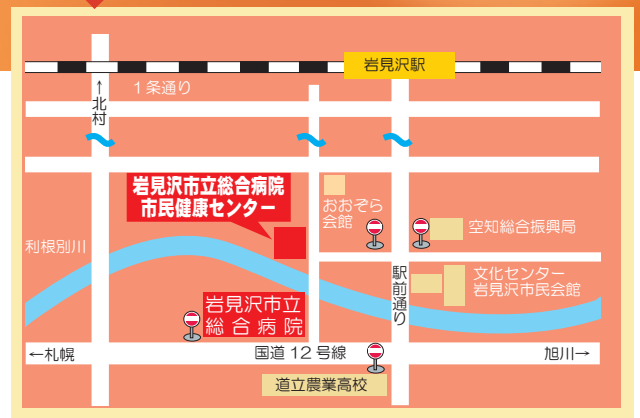 岩見沢駅
1条通り
↑北村
岩見沢市立総合病院
市民健康センター
おおぞら
会館
空知総合振興局
利根別川
駅前通り
文化センター
岩見沢市民会館
岩見沢市立
総合病院
←札幌
国道12号線
旭川→
道立農業高校